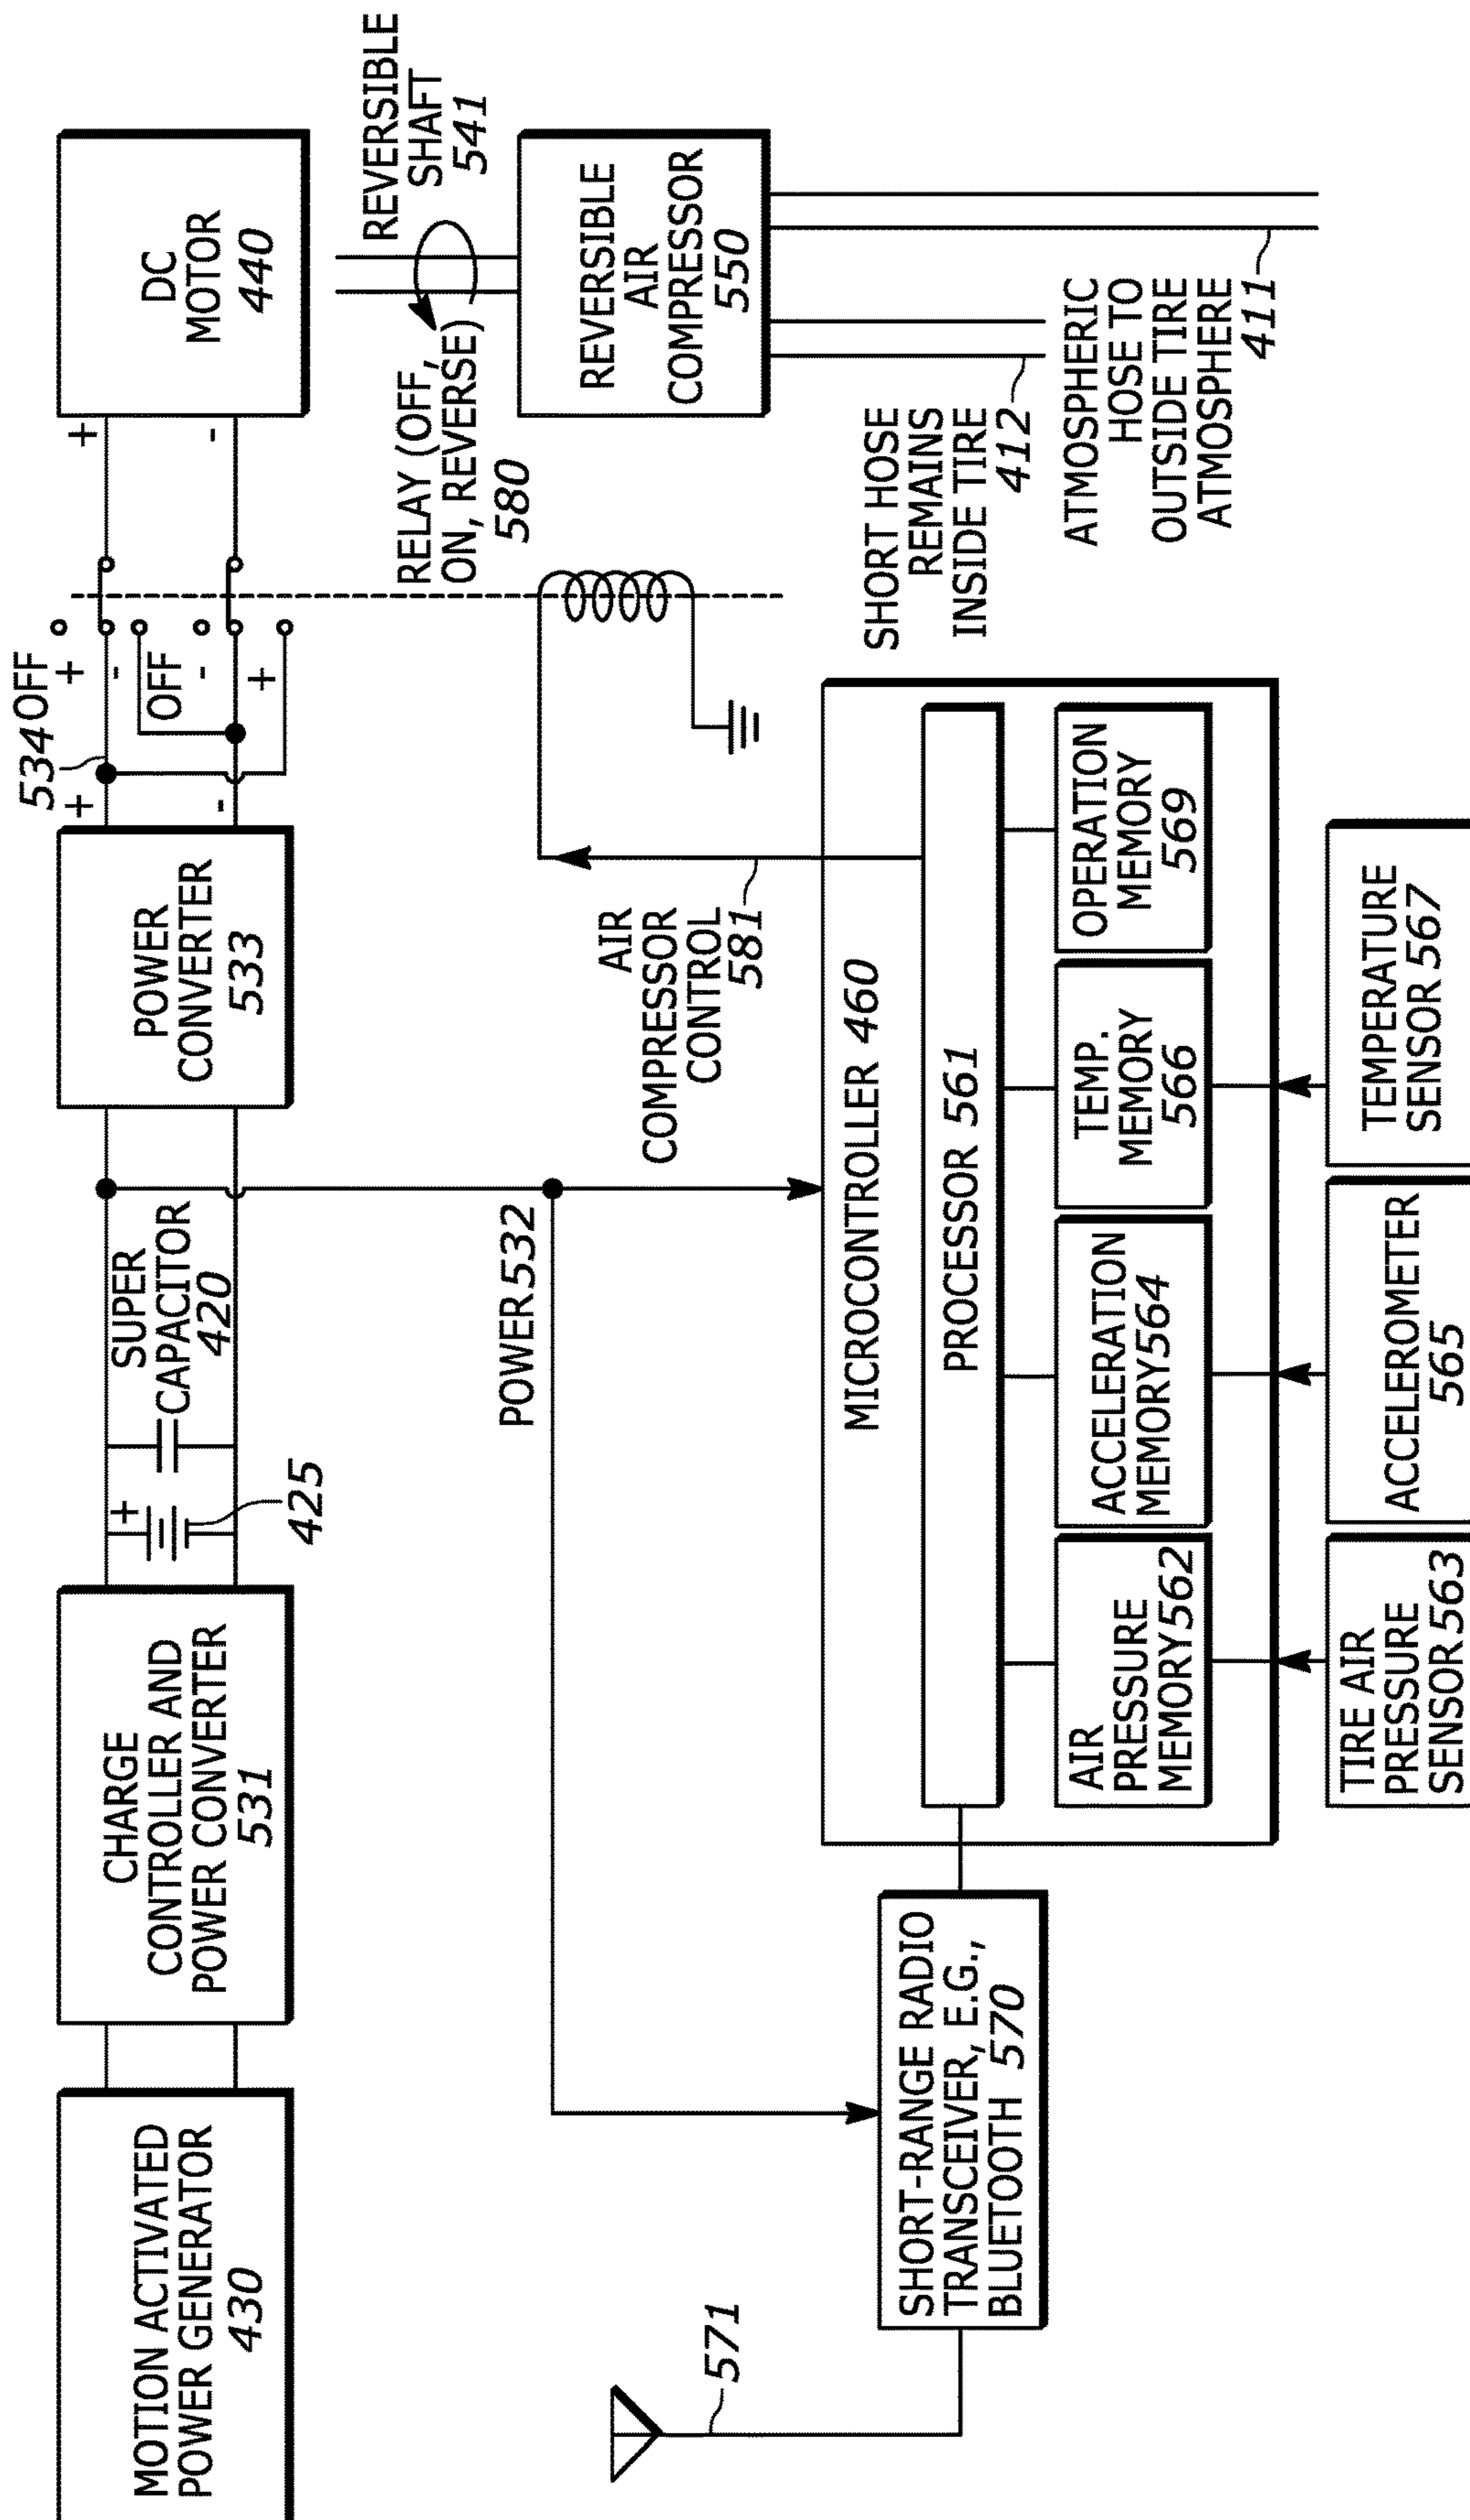 MOTION ACTIVATED
POWER GENERATOR
430
CHARGE
CONTROLLER AND
POWER CONVERTER
531
+
425
SUPER
CAPACITOR
420
POWER
CONVERTER
533
534
+
-
OFF
+
-
OFF
-
+
+
-
DC
MOTOR
440
REVERSIBLE
SHAFT
541
RELAY (OFF,
ON, REVERSE)
580
REVERSIBLE
AIR
COMPRESSOR
550
POWER 532
AIR
COMPRESSOR
CONTROL
581
SHORT HOSE
REMAINS
INSIDE TIRE
412
ATMOSPHERIC
HOSE TO
OUTSIDE TIRE
ATMOSPHERE
411
571
SHORT-RANGE RADIO
TRANSCEIVER, E.G.,
BLUETOOTH 570
MICROCONTROLLER 460
PROCESSOR 561
AIR
PRESSURE
MEMORY 562
ACCELERATION
MEMORY 564
TEMP.
MEMORY
566
OPERATION
MEMORY
569
TIRE AIR
PRESSURE
SENSOR 563
ACCELEROMETER
565
TEMPERATURE
SENSOR 567